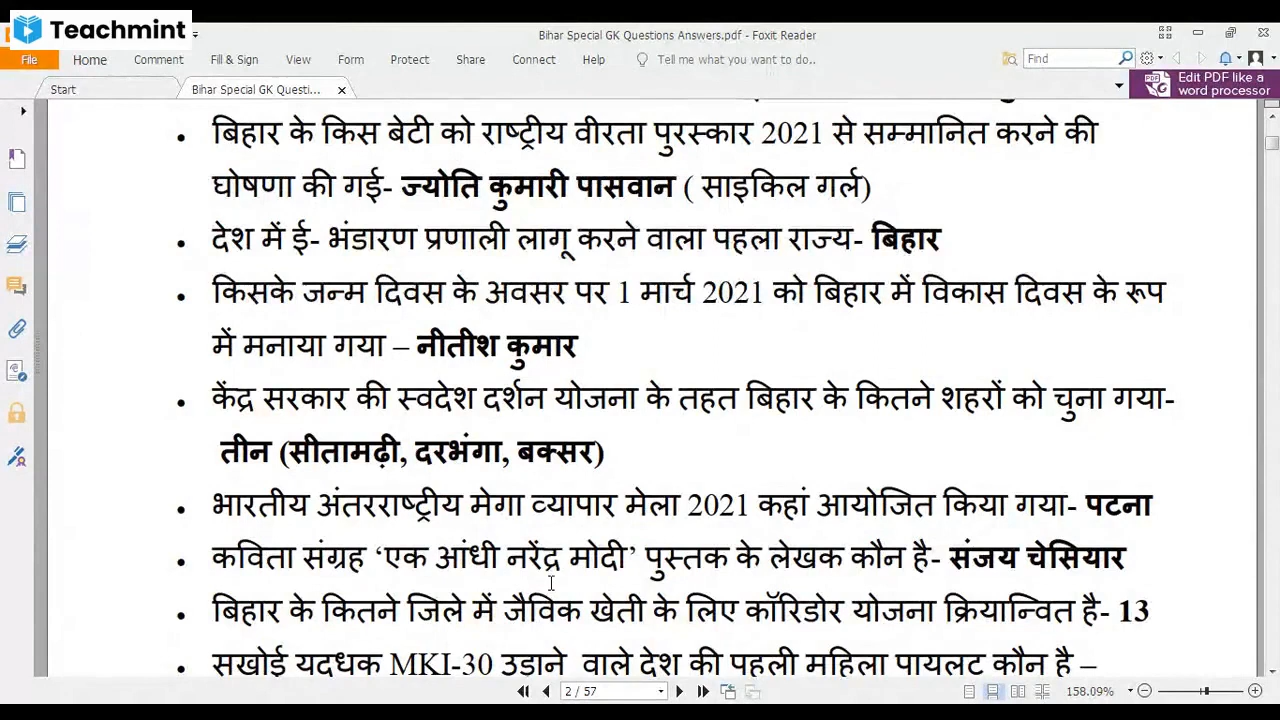 Teachmint
Bihar Special GK Questions Answers.pdf - Foxit Reader
File Home Comment Fill & Sign View Form Protect Share Connect Help Tell me what you want to do.. Find
Start Bihar Special GK Questi... Edit PDF like a
word processor
• बिहार के किस बेटी को राष्ट्रीय वीरता पुरस्कार 2021 से सम्मानित करने की
घोषणा की गई- ज्योति कुमारी पासवान ( साइकिल गर्ल)
• देश में ई- भंडारण प्रणाली लागू करने वाला पहला राज्य- बिहार
• किसके जन्म दिवस के अवसर पर 1 मार्च 2021 को बिहार में विकास दिवस के रूप
में मनाया गया – नीतीश कुमार
• केंद्र सरकार की स्वदेश दर्शन योजना के तहत बिहार के कितने शहरों को चुना गया-
तीन (सीतामढ़ी, दरभंगा, बक्सर)
• भारतीय अंतरराष्ट्रीय मेगा व्यापार मेला 2021 कहां आयोजित किया गया- पटना
• कविता संग्रह ‘एक आंधी नरेंद्र मोदी’ पुस्तक के लेखक कौन है- संजय चेसियार
• बिहार के कितने जिले में जैविक खेती के लिए कॉरिडोर योजना क्रियान्वित है- 13
• सखोई यदधक MKI-30 उड़ाने वाले देश की पहली महिला पायलट कौन है –
2 / 57 158.09%